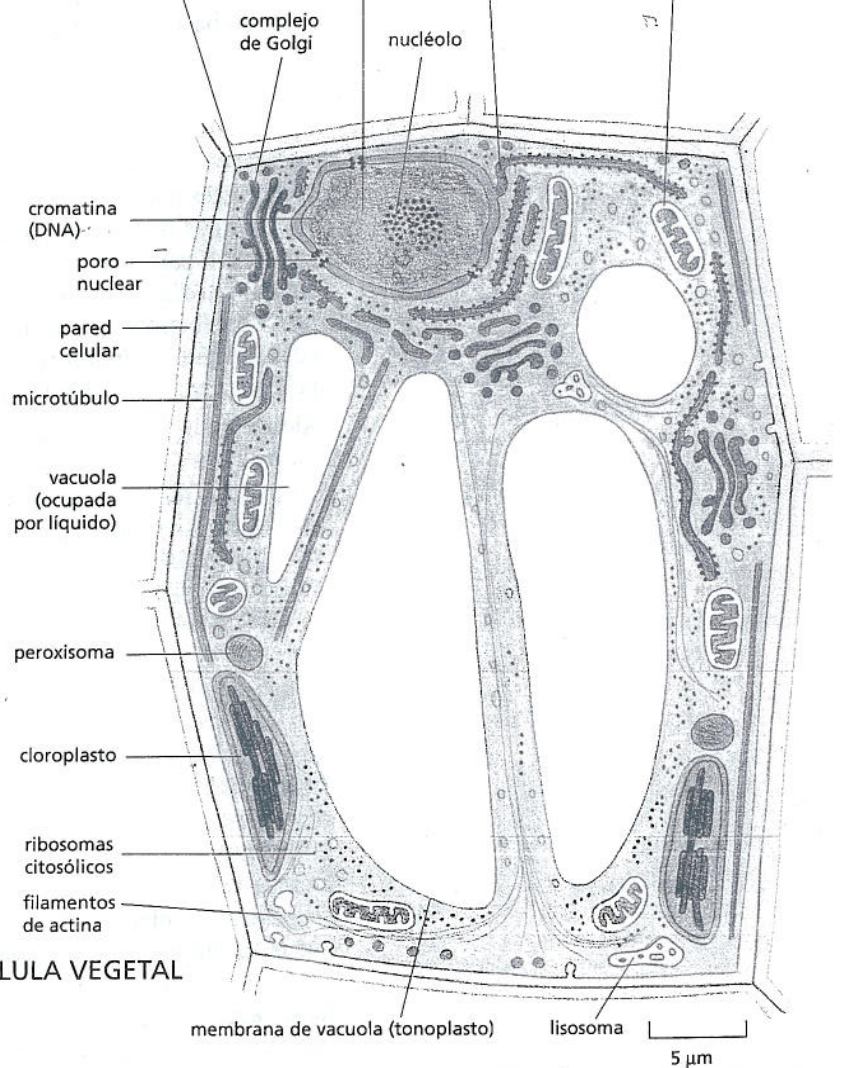 complejo
de Golgi
nucléolo
cromatina
(DNA)
poro
nuclear
pared
celular
microtúbulo
vacuola
(ocupada
por líquido)
peroxisoma
cloroplasto
ribosomas
citosólicos
filamentos
de actina
LULA VEGETAL
membrana de vacuola (tonoplasto)
lisosoma
5 μm